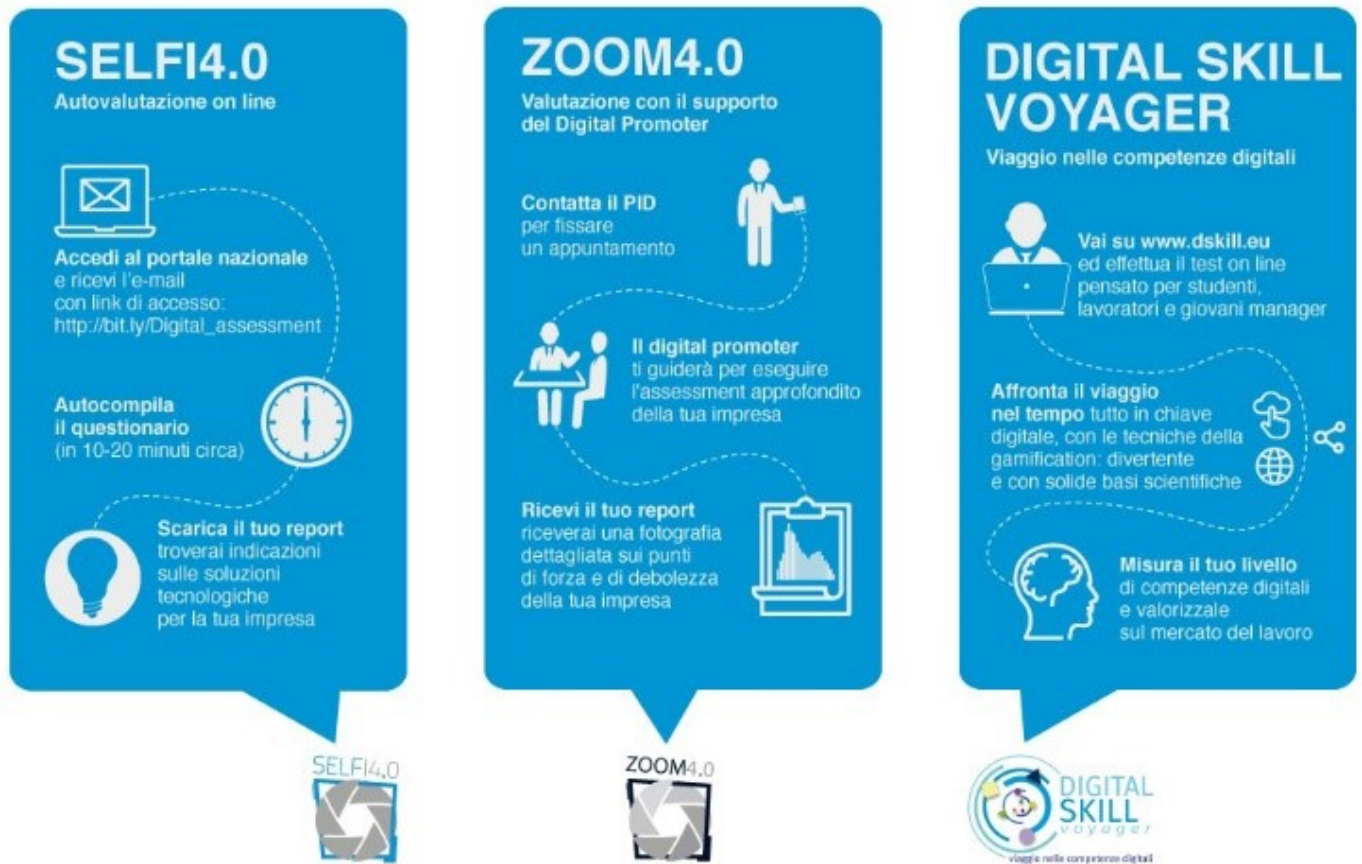 SELFI4.0
Autovalutazione on line
Accedi al portale nazionale
e ricevi l'e-mail
con link di accesso:
http://bit.ly/Digital_assessment
Autocompila
il questionario
(in 10-20 minuti circa)
Scarica il tuo report
troverai indicazioni
sulle soluzioni
tecnologiche
per la tua impresa
SELFI4.0
ZOOM4.0
Valutazione con il supporto
del Digital Promoter
Contatta il PID
per fissare
un appuntamento
Il digital promoter
ti guiderà per eseguire
l'assessment approfondito
della tua impresa
Ricevi il tuo report
riceverai una fotografia
dettagliata sui punti
di forza e di debolezza
della tua impresa
ZOOM4.0
DIGITAL SKILL
VOYAGER
Viaggio nelle competenze digitali
Vai su www.dskill.eu
ed effettua il test on line
pensato per studenti,
lavoratori e giovani manager
Affronta il viaggio
nel tempo tutto in chiave
digitale, con le tecniche della
gamification: divertente
e con solide basi scientifiche
Misura il tuo livello
di competenze digitali
e valorizzale
sul mercato del lavoro
DIGITAL
SKILL
voyager
viaggio nelle competenze digitali